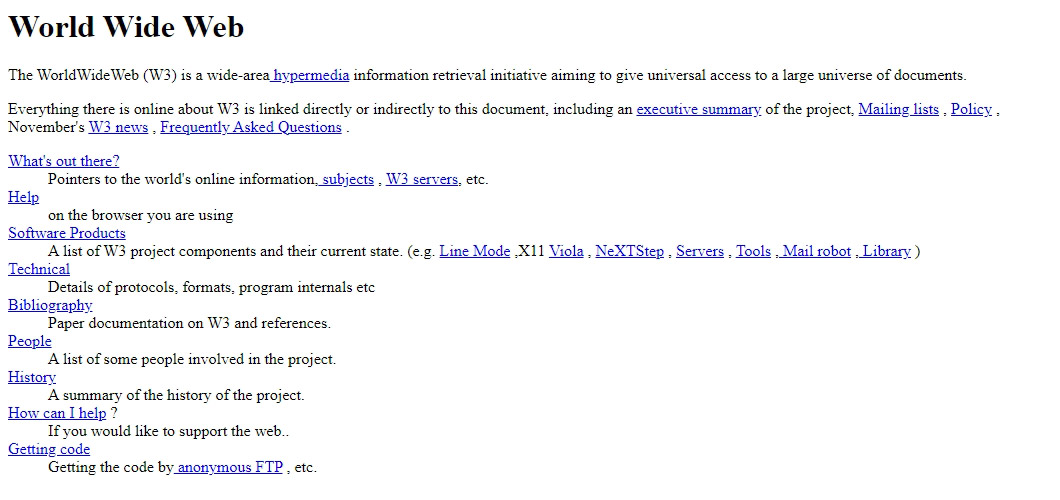 World Wide Web
The WorldWideWeb (W3) is a wide-area hypermedia information retrieval initiative aiming to give universal access to a large universe of documents.
Everything there is online about W3 is linked directly or indirectly to this document, including an executive summary of the project, Mailing lists , Policy ,
November's W3 news , Frequently Asked Questions .
What's out there?
Pointers to the world's online information, subjects , W3 servers, etc.
Help
on the browser you are using
Software Products
A list of W3 project components and their current state. (e.g. Line Mode ,X11 Viola , NeXTStep , Servers , Tools , Mail robot , Library )
Technical
Details of protocols, formats, program internals etc
Bibliography
Paper documentation on W3 and references.
People
A list of some people involved in the project.
History
A summary of the history of the project.
How can I help ?
If you would like to support the web..
Getting code
Getting the code by anonymous FTP , etc.